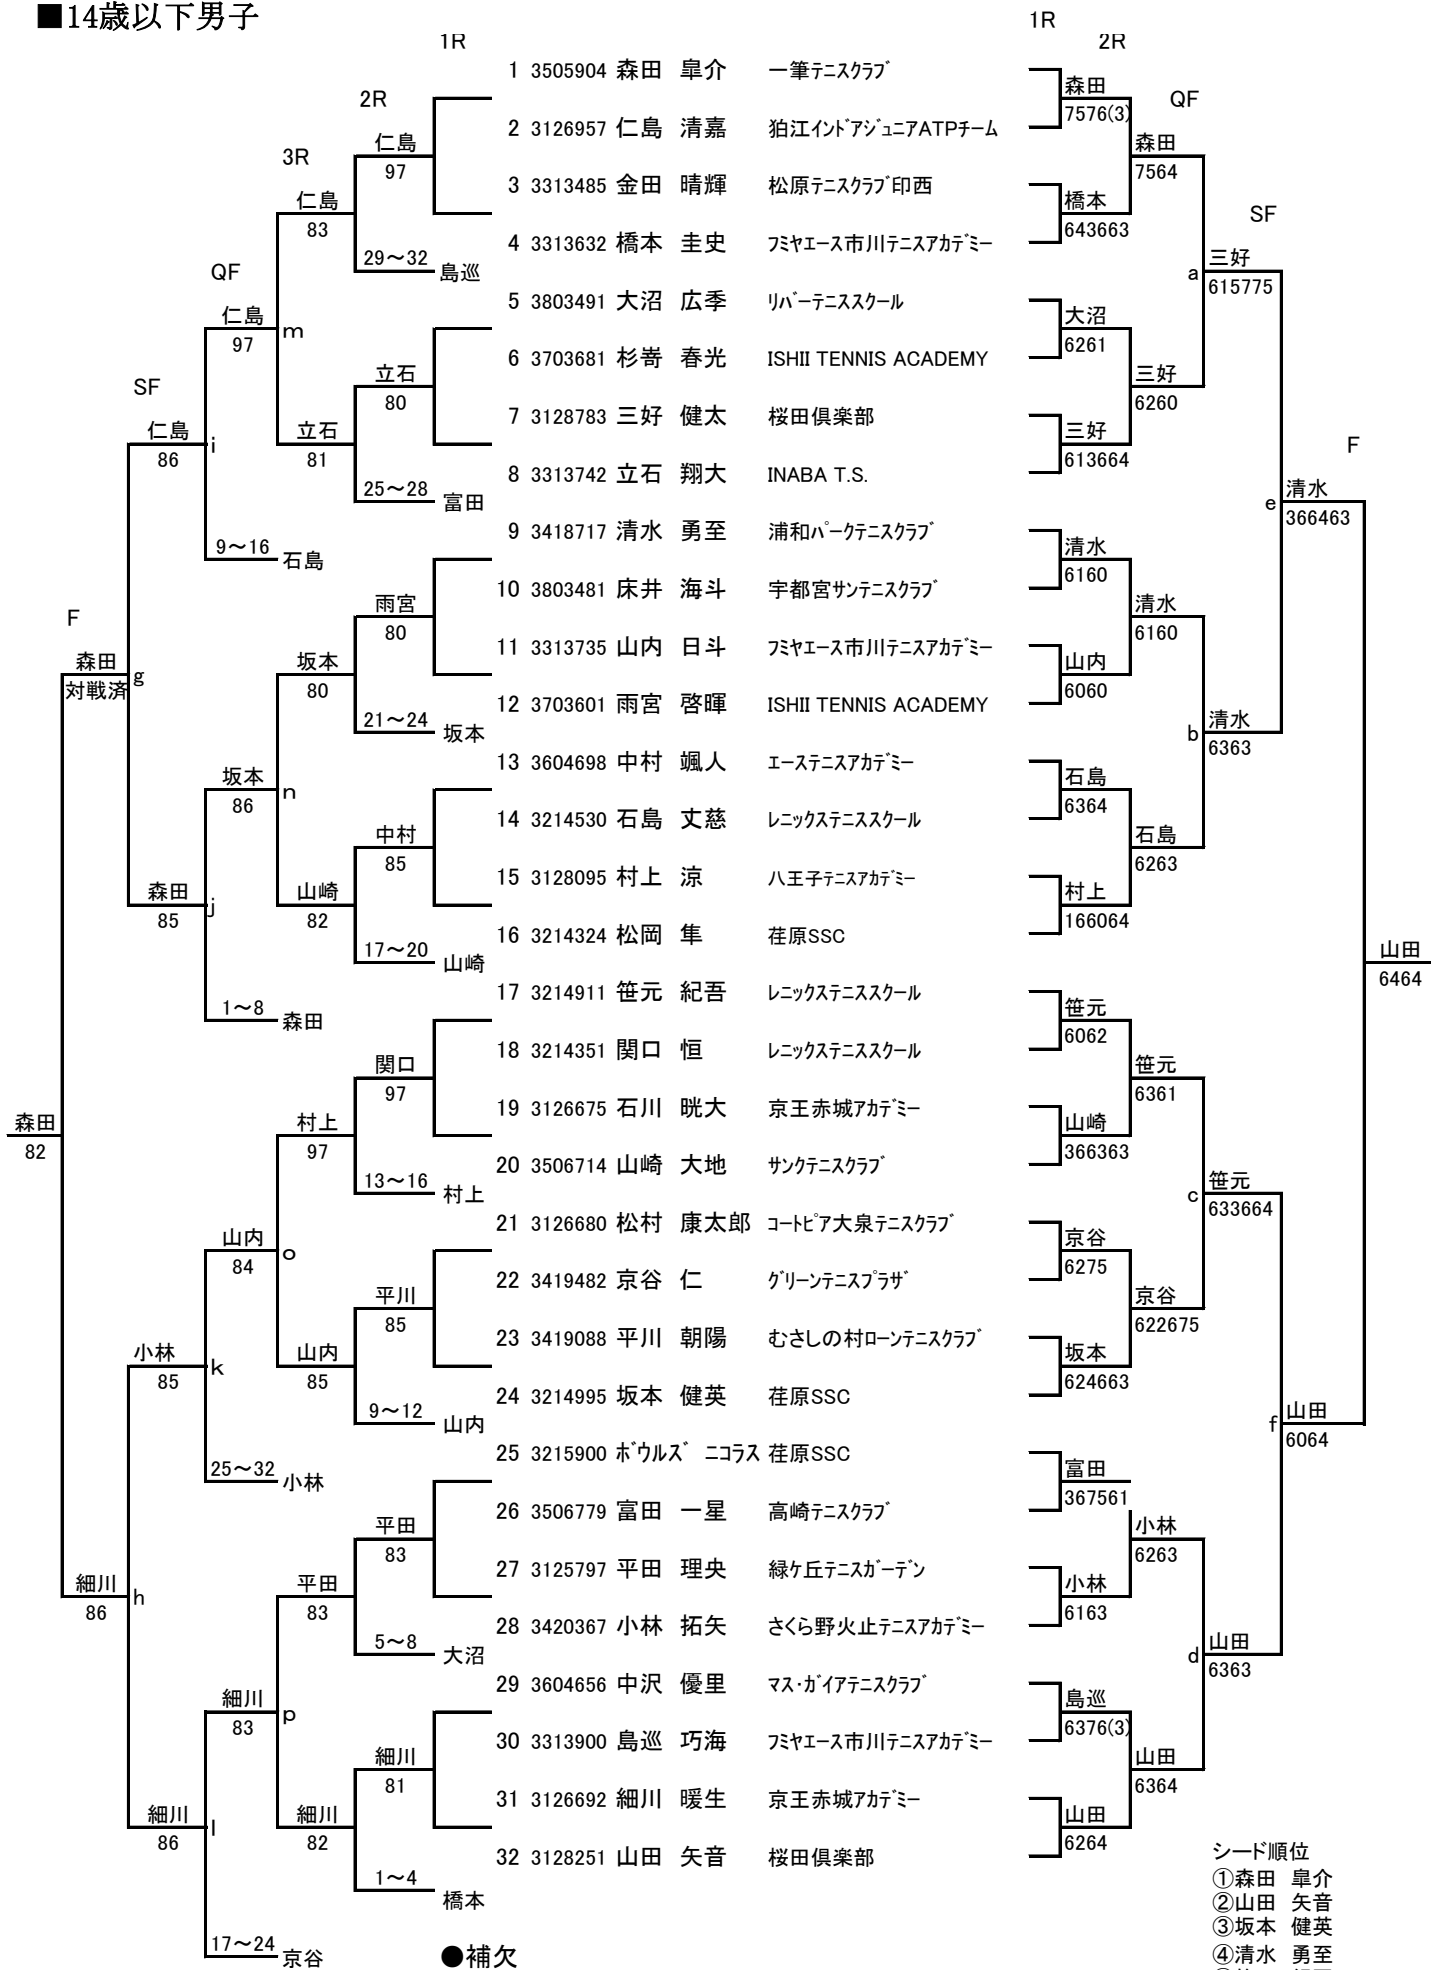 ■14歳以下男子
1R 2R QF SF F
1R 2R 3R QF SF F
1 3505904 森田 皐介 一筆テニスクラブ
2 3126957 仁島 清嘉 狛江インドアジュニアATPチーム
3 3313485 金田 晴輝 松原テニスクラブ印西
4 3313632 橋本 圭史 フミヤエース市川テニスアカデミー
5 3803491 大沼 広季 リバーテニススクール
6 3703681 杉嵜 春光 ISHII TENNIS ACADEMY
7 3128783 三好 健太 桜田倶楽部
8 3313742 立石 翔大 INABA T.S.
9 3418717 清水 勇至 浦和パークテニスクラブ
10 3803481 床井 海斗 宇都宮サンテニスクラブ
11 3313735 山内 日斗 フミヤエース市川テニスアカデミー
12 3703601 雨宮 啓暉 ISHII TENNIS ACADEMY
13 3604698 中村 颯人 エーステニスアカデミー
14 3214530 石島 丈慈 レニックステニススクール
15 3128095 村上 涼 八王子テニスアカデミー
16 3214324 松岡 隼 荏原SSC
17 3214911 笹元 紀吾 レニックステニススクール
18 3214351 関口 恒 レニックステニススクール
19 3126675 石川 晄大 京王赤城アカデミー
20 3506714 山崎 大地 サンクテニスクラブ
21 3126680 松村 康太郎 コートピア大泉テニスクラブ
22 3419482 京谷 仁 グリーンテニスプラザ
23 3419088 平川 朝陽 むさしの村ローンテニスクラブ
24 3214995 坂本 健英 荏原SSC
25 3215900 ボウルズ ニコラス 荏原SSC
26 3506779 富田 一星 高崎テニスクラブ
27 3125797 平田 理央 緑ケ丘テニスガーデン
28 3420367 小林 拓矢 さくら野火止テニスアカデミー
29 3604656 中沢 優里 マス・ガイアテニスクラブ
30 3313900 島巡 巧海 フミヤエース市川テニスアカデミー
31 3126692 細川 暖生 京王赤城アカデミー
32 3128251 山田 矢音 桜田倶楽部
森田
7576(3)
橋本
643663
大沼
6261
三好
613664
清水
6160
山内
6060
石島
6364
村上
166064
笹元
6062
山崎
366363
京谷
6275
坂本
624663
富田
367561
小林
6163
島巡
6376(3)
山田
6264
森田
7564
三好
6260
清水
6160
石島
6263
笹元
6361
京谷
622675
小林
6263
山田
6364
a 三好
615775
b 清水
6363
c 笹元
633664
d 山田
6363
e 清水
366463
f 山田
6064
山田
6464
仁島
97
立石
80
雨宮
80
中村
85
関口
97
平川
85
平田
83
細川
81
29～32 島巡
25～28 富田
21～24 坂本
17～20 山崎
13～16 村上
9～12 山内
5～8 大沼
1～4 橋本
仁島
83
立石
81
坂本
80
山崎
82
村上
97
山内
85
平田
83
細川
82
仁島 m
97
坂本 n
86
山内 o
84
細川 p
83
9～16 石島
1～8 森田
25～32 小林
17～24 京谷
仁島 i
86
森田 j
85
小林 k
85
細川 l
86
森田 g
対戦済
細川 h
86
森田
82
●補欠
シード順位
①森田 皐介
②山田 矢音
③坂本 健英
④清水 勇至